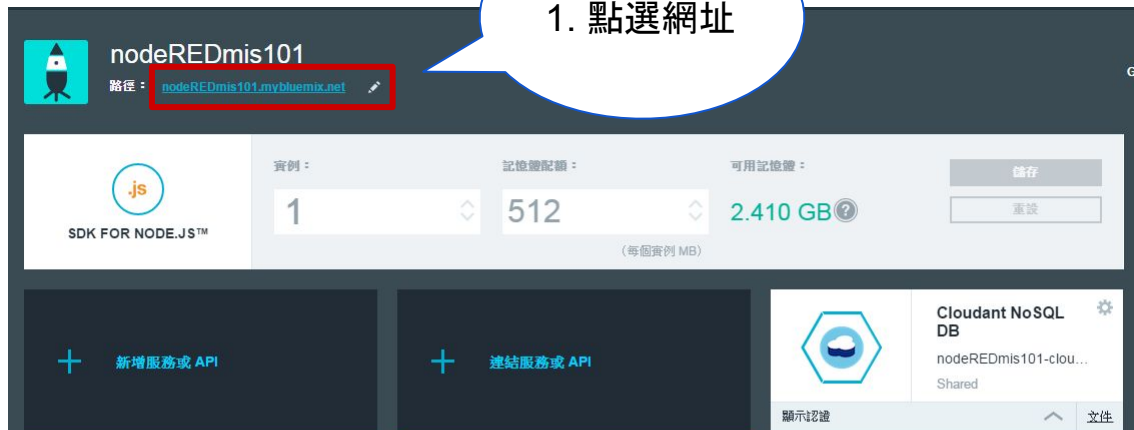 1. 點選網址
nodeREDmis101
路徑： nodeREDmis101.mybluemix.net
G
.js
SDK FOR NODE.JS™
實例：
1
記憶體配額：
512
(每個實例 MB)
可用記憶體：
2.410 GB?
儲存
重設
+ 新增服務或 API
+ 連結服務或 API
Cloudant NoSQL
DB
nodeREDmis101-clou...
Shared
顯示認證
文件